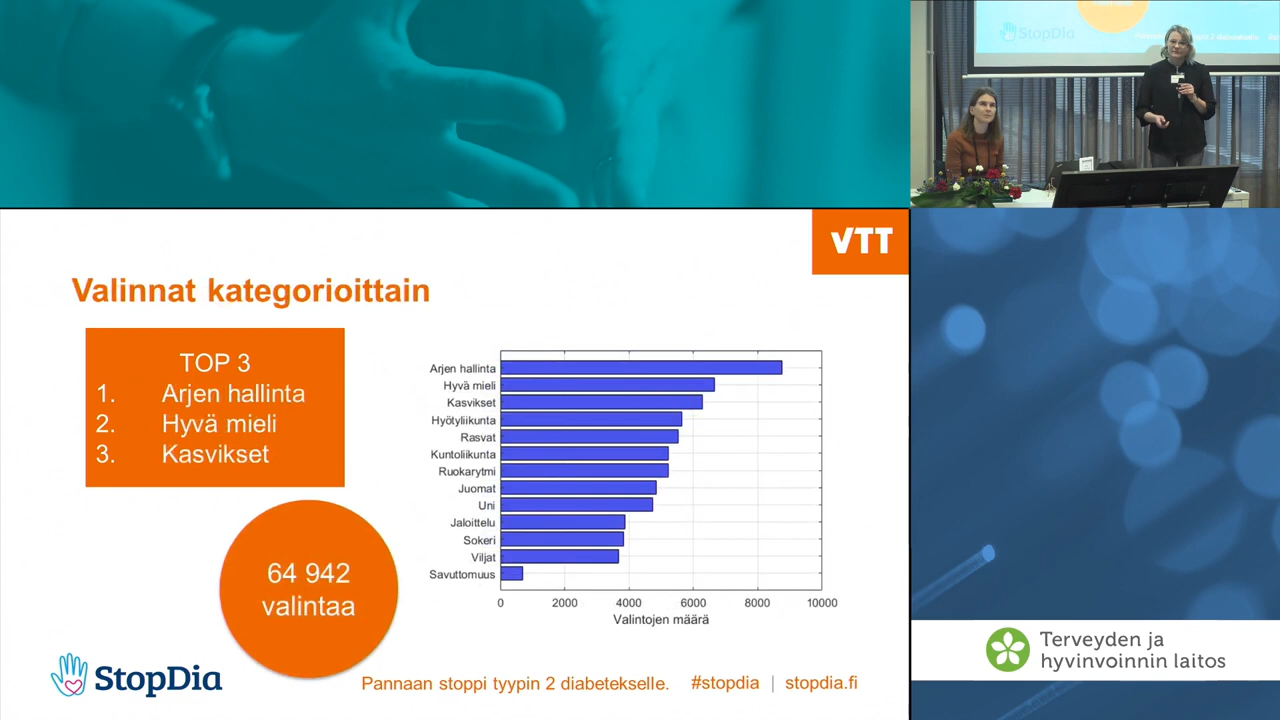 StopDia
VTT
Valinnat kategorioittain
TOP 3
1. Arjen hallinta
2. Hyvä mieli
3. Kasvikset
64 942
valintaa
Arjen hallinta
Hyvä mieli
Kasvikset
Hyötyliikunta
Rasvat
Kuntoliikunta
Ruokarytmi
Juomat
Uni
Jaloittelu
Sokeri
Viljat
Savuttomuus
0 2000 4000 6000 8000 10000
Valintojen määrä
StopDia
Pannaan stoppi tyypin 2 diabetekselle. #stopdia | stopdia.fi
Terveyden ja
hyvinvoinnin laitos